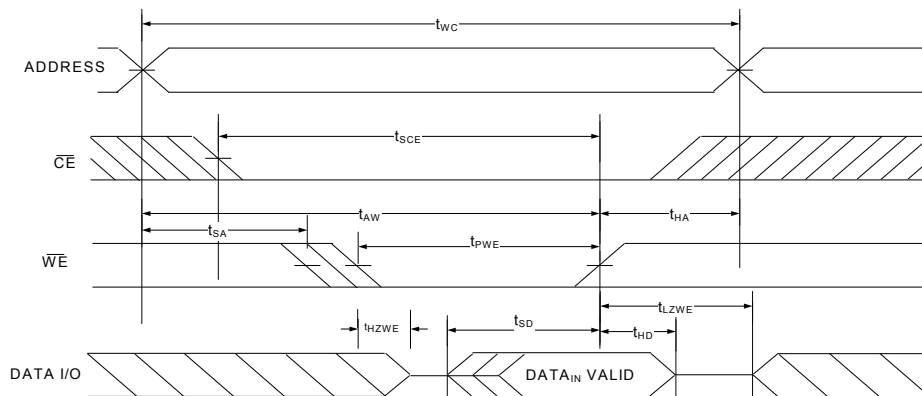 tWC
ADDRESS
tSCE
CE
tAW
tHA
tSA
tPWE
WE
tLZWE
tHZWE
tSD
tHD
DATA I/O
DATAIN VALID